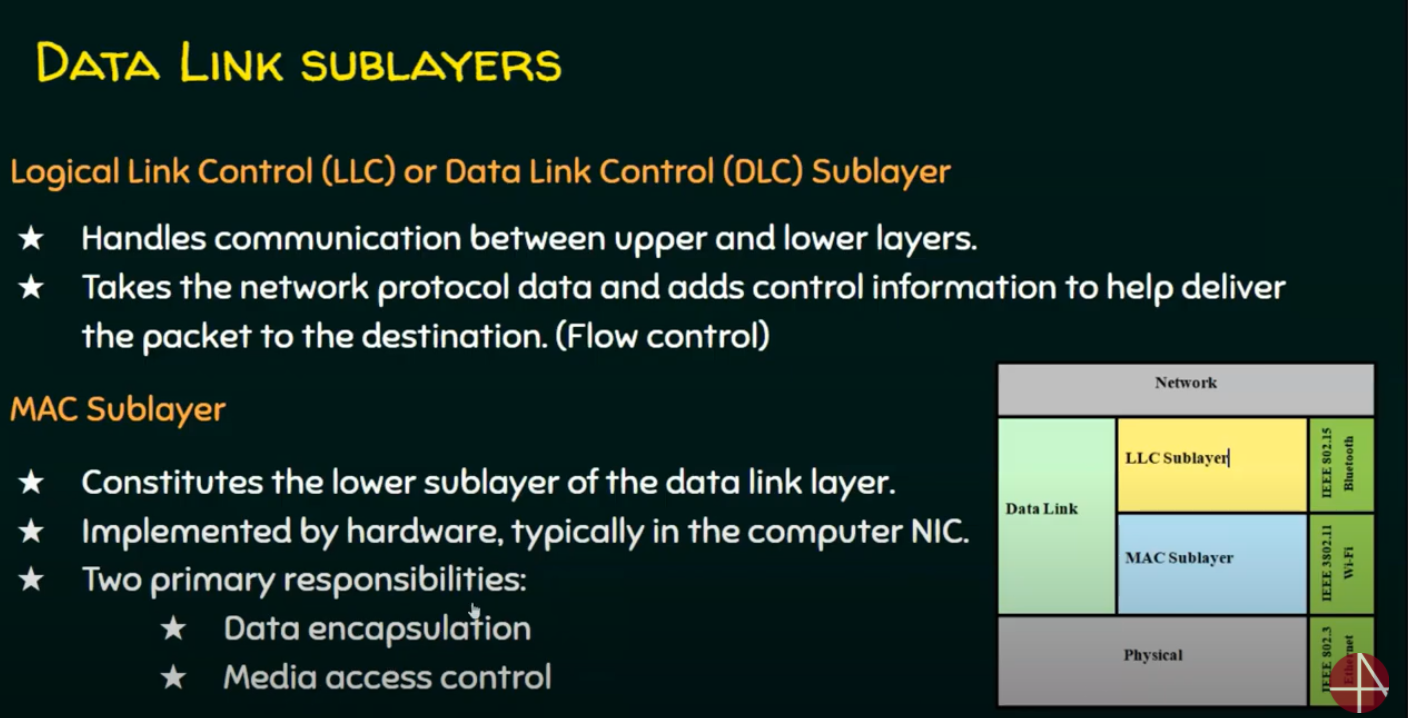 DATA LINK SUBLAYERS
Logical Link Control (LLC) or Data Link Control (DLC) Sublayer
★ Handles communication between upper and lower layers.
★ Takes the network protocol data and adds control information to help deliver
the packet to the destination. (Flow control)
MAC Sublayer
★ Constitutes the lower sublayer of the data link layer.
★ Implemented by hardware, typically in the computer NIC.
★ Two primary responsibilities:
★ Data encapsulation
★ Media access control
Network
Data Link
LLC Sublayer
MAC Sublayer
Physical
IEEE 802.15
Bluetooth
IEEE 3802.11
Wi-Fi
IEEE 802.3
Ethernet